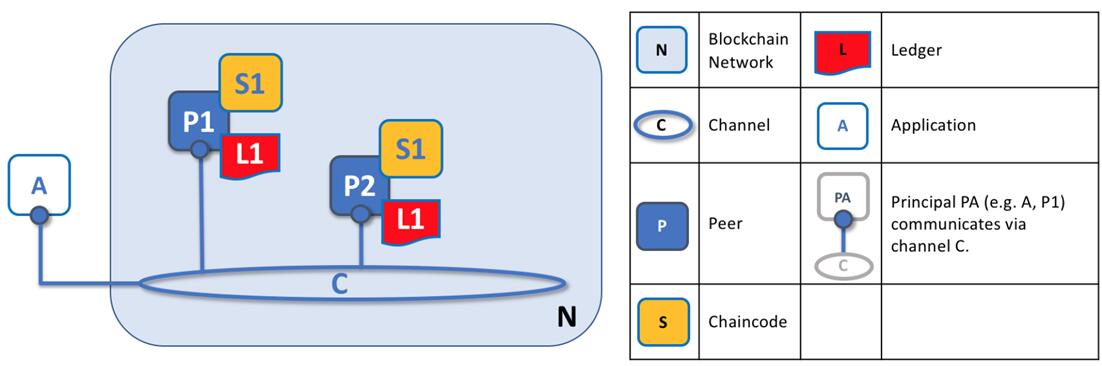 S1
P1
L1
S1
A
P2
L1
C
N
N
Blockchain
Network
L
Ledger
C
Channel
A
Application
P
Peer
PA
C
Principal PA (e.g. A, P1)
communicates via
channel C.
S
Chaincode